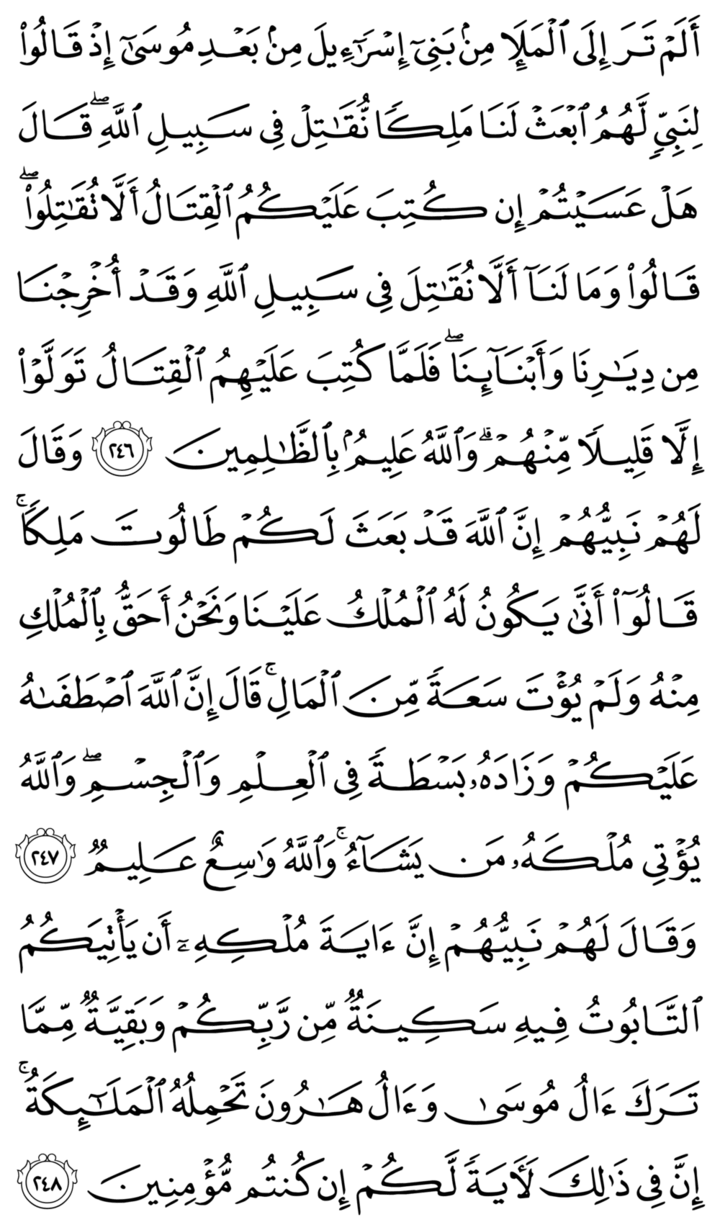 أَلَمْ تَرَ إِلَى ٱلْمَلَإِ مِنۢ بَنِىٓ إِسْرَٰٓءِيلَ مِنۢ بَعْدِ مُوسَىٰٓ إِذْ قَالُوا۟
لِنَبِىٍّ لَّهُمُ ٱبْعَثْ لَنَا مَلِكًا نُّقَٰتِلْ فِى سَبِيلِ ٱللَّهِ ۖ قَالَ
هَلْ عَسَيْتُمْ إِن كُتِبَ عَلَيْكُمُ ٱلْقِتَالُ أَلَّا تُقَٰتِلُوا۟ ۖ
قَالُوا۟ وَمَا لَنَآ أَلَّا نُقَٰتِلَ فِى سَبِيلِ ٱللَّهِ وَقَدْ أُخْرِجْنَا
مِن دِيَٰرِنَا وَأَبْنَآئِنَا ۖ فَلَمَّا كُتِبَ عَلَيْهِمُ ٱلْقِتَالُ تَوَلَّوْا۟
إِلَّا قَلِيلًا مِّنْهُمْ ۗ وَٱللَّهُ عَلِيمٌۢ بِٱلظَّٰلِمِينَ ٢٤٦ وَقَالَ
لَهُمْ نَبِيُّهُمْ إِنَّ ٱللَّهَ قَدْ بَعَثَ لَكُمْ طَالُوتَ مَلِكًا ۚ
قَالُوٓا۟ أَنَّىٰ يَكُونُ لَهُ ٱلْمُلْكُ عَلَيْنَا وَنَحْنُ أَحَقُّ بِٱلْمُلْكِ
مِنْهُ وَلَمْ يُؤْتَ سَعَةً مِّنَ ٱلْمَالِ ۚ قَالَ إِنَّ ٱللَّهَ ٱصْطَفَىٰهُ
عَلَيْكُمْ وَزَادَهُۥ بَسْطَةً فِى ٱلْعِلْمِ وَٱلْجِسْمِ ۖ وَٱللَّهُ
يُؤْتِى مُلْكَهُۥ مَن يَشَآءُ ۚ وَٱللَّهُ وَٰسِعٌ عَلِيمٌ ٢٤٧
وَقَالَ لَهُمْ نَبِيُّهُمْ إِنَّ ءَايَةَ مُلْكِهِۦٓ أَن يَأْتِيَكُمُ
ٱلتَّابُوتُ فِيهِ سَكِينَةٌ مِّن رَّبِّكُمْ وَبَقِيَّةٌ مِّمَّا
تَرَكَ ءَالُ مُوسَىٰ وَءَالُ هَٰرُونَ تَحْمِلُهُ ٱلْمَلَٰٓئِكَةُ ۚ
إِنَّ فِى ذَٰلِكَ لَءَايَةً لَّكُمْ إِن كُنتُم مُّؤْمِنِينَ ٢٤٨